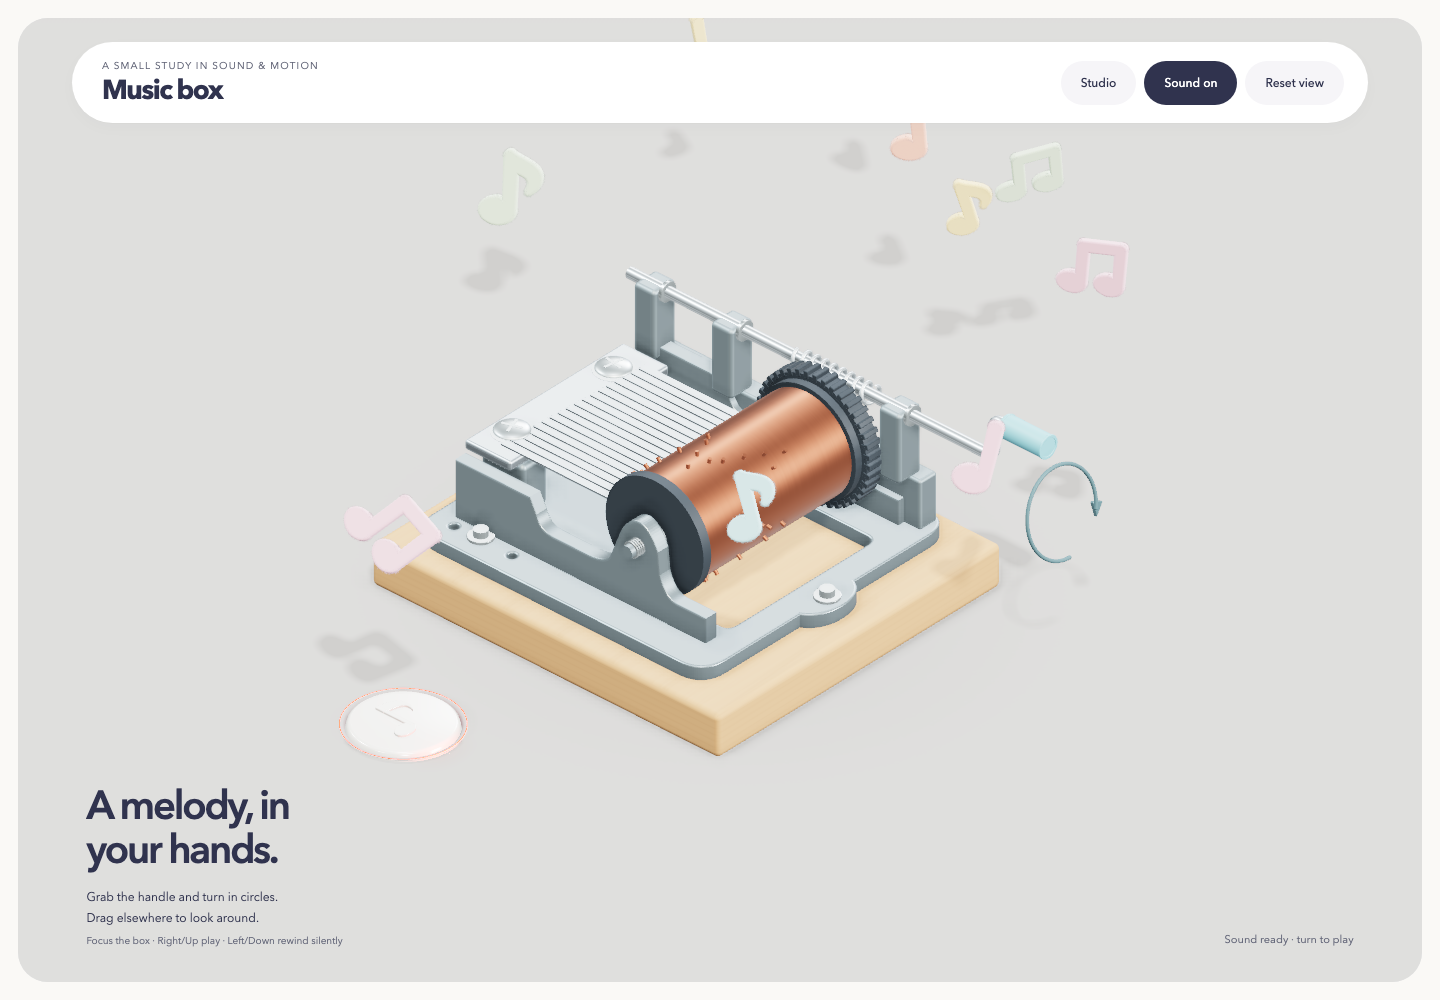 A SMALL STUDY IN SOUND & MOTION
Music box
Studio
Sound on
Reset view
A melody, in
your hands.
Grab the handle and turn in circles.
Drag elsewhere to look around.
Focus the box · Right/Up play · Left/Down rewind silently
Sound ready · turn to play